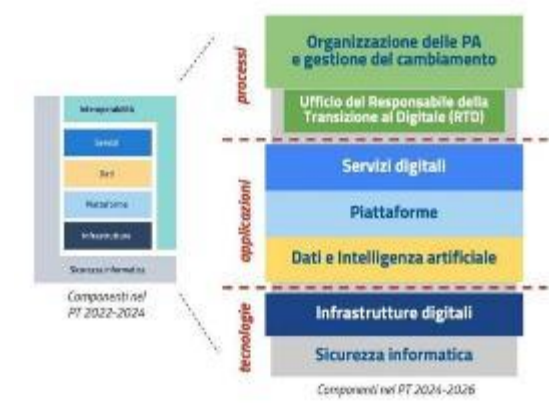 Interoperabilità
Servizi
Dati
Piattaforme
Infrastrutture
Sicurezza informatica
Componenti nel
PT 2022-2024
processi
Organizzazione delle PA
e gestione del cambiamento
Ufficio del Responsabile della
Transizione al Digitale (RTD)
applicazioni
Servizi digitali
Piattaforme
Dati e Intelligenza artificiale
tecnologie
Infrastrutture digitali
Sicurezza informatica
Componenti nel PT 2024-2026